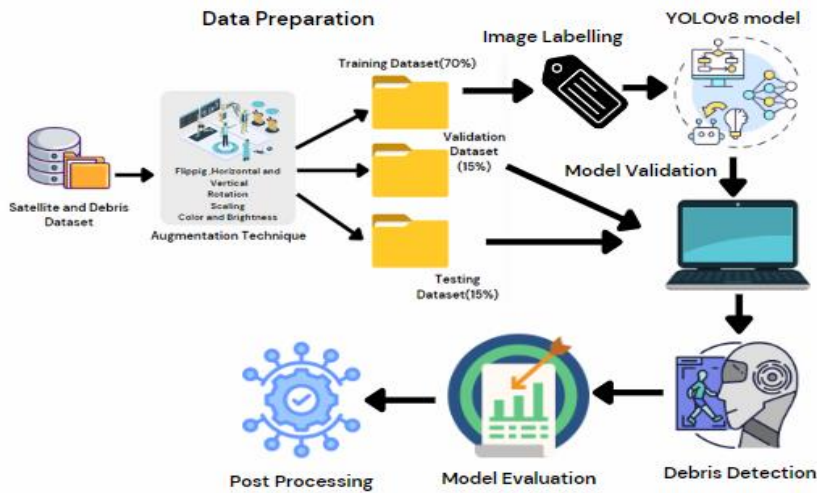 Data Preparation
YOLOv8 model
Image Labelling
Training Dataset(70%)
Validation
Dataset
(15%)
Flippig ,Horizontal and
Vertical
Rotation
Scaling
Color and Brightness
Augmentation Technique
Satellite and Debris
Dataset
Model Validation
Testing
Dataset(15%)
Post Processing
Model Evaluation
Debris Detection